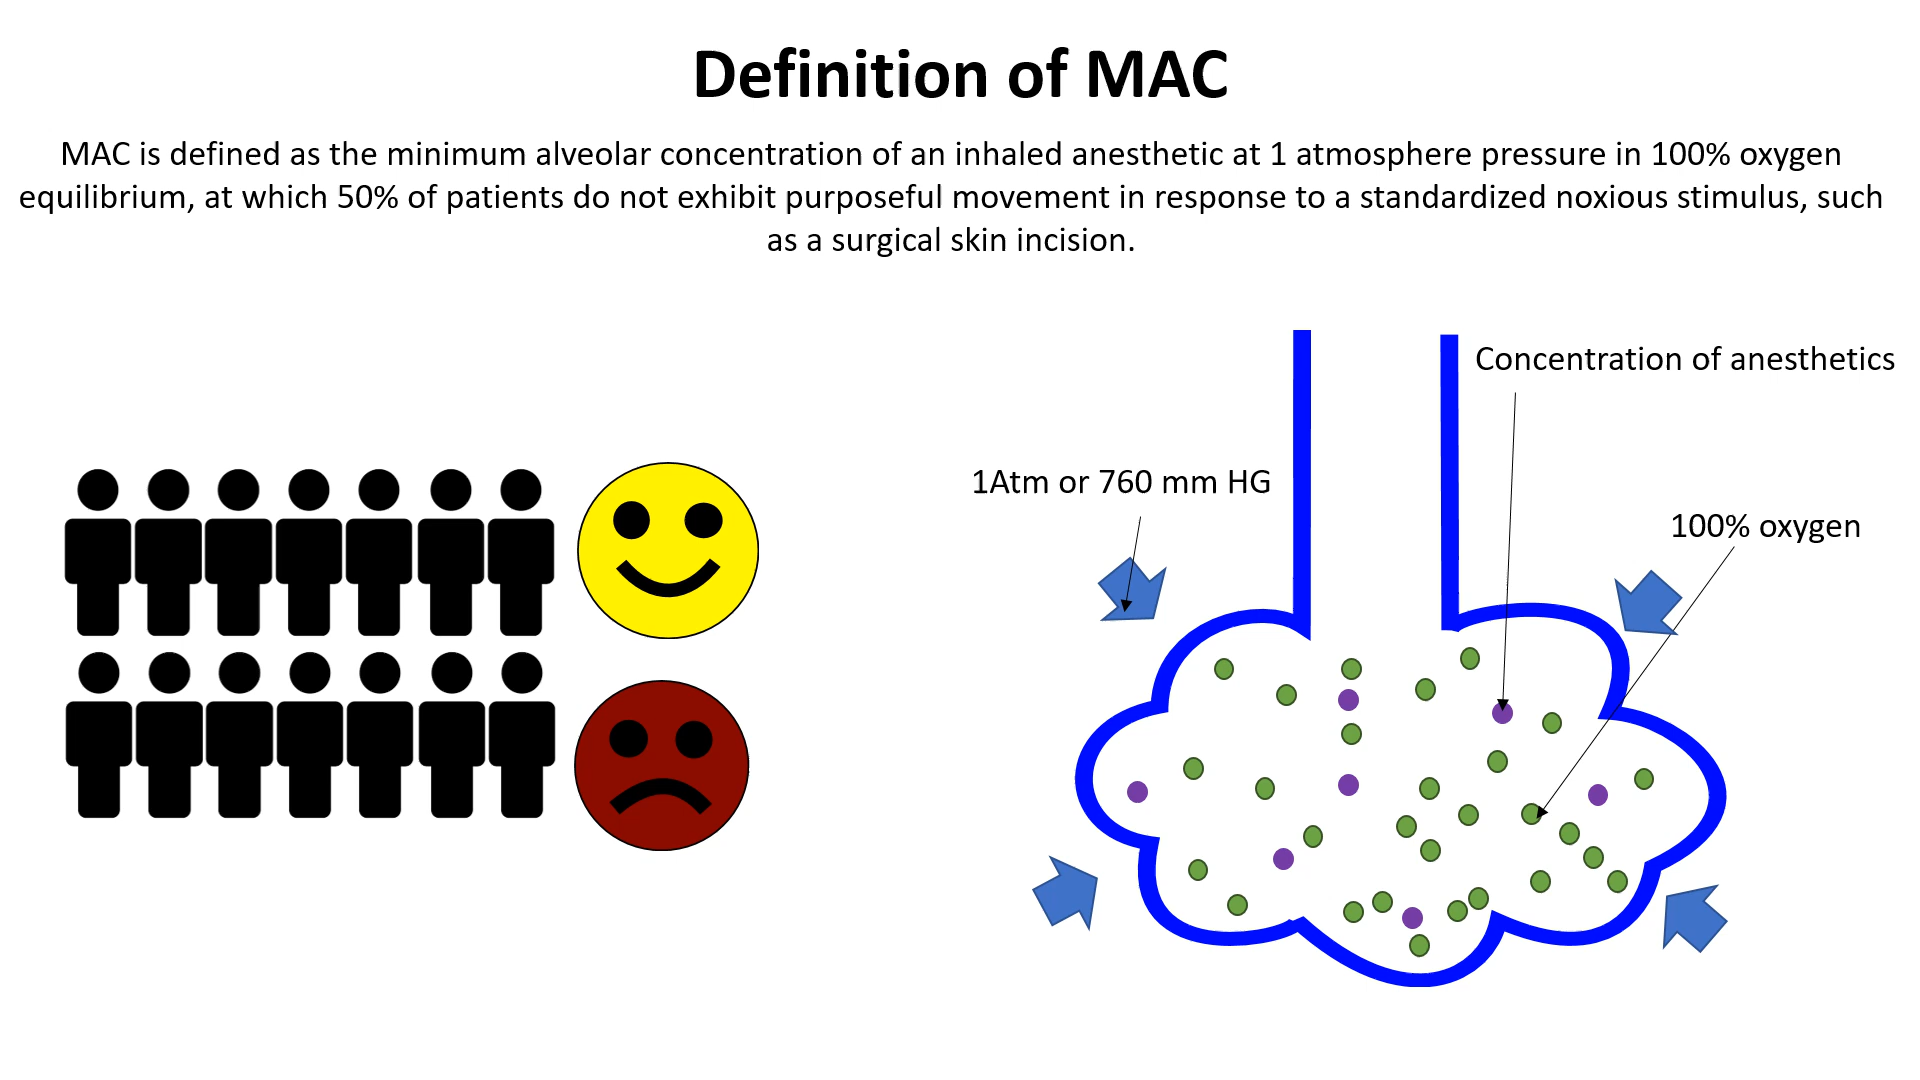 Definition of MAC
MAC is defined as the minimum alveolar concentration of an inhaled anesthetic at 1 atmosphere pressure in 100% oxygen
equilibrium, at which 50% of patients do not exhibit purposeful movement in response to a standardized noxious stimulus, such
as a surgical skin incision.
Concentration of anesthetics
1Atm or 760 mm HG
100% oxygen